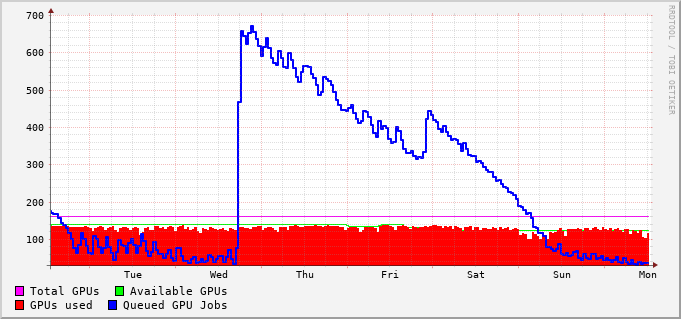 700
600
500
400
300
200
100
Tue Wed Thu Fri Sat Sun Mon
Total GPUs Available GPUs
GPUs used Queued GPU Jobs
RRDTOOL / TOBI OETIKER